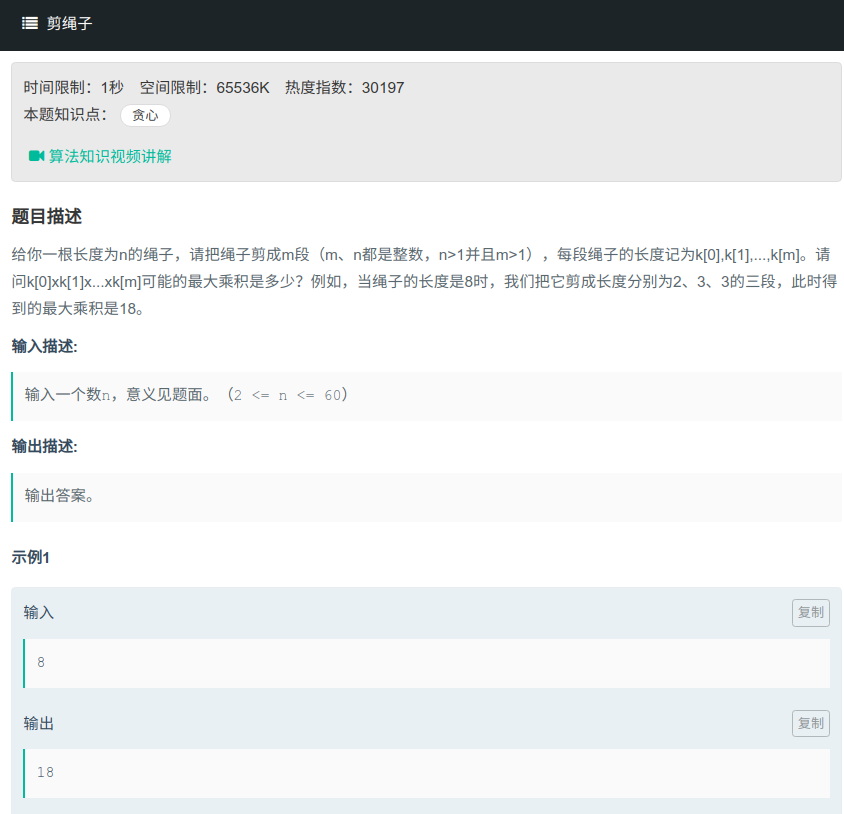 剪绳子
时间限制：1秒 空间限制：65536K 热度指数：30197
本题知识点： 贪心
算法知识视频讲解
题目描述
给你一根长度为n的绳子，请把绳子剪成m段（m、n都是整数，n>1并且m>1），每段绳子的长度记为k[0],k[1],...,k[m]。请
问k[0]xk[1]x...xk[m]可能的最大乘积是多少？例如，当绳子的长度是8时，我们把它剪成长度分别为2、3、3的三段，此时得
到的最大乘积是18。
输入描述:
输入一个数n，意义见题面。（2 <= n <= 60）
输出描述:
输出答案。
示例1
输入 复制
8
输出 复制
18